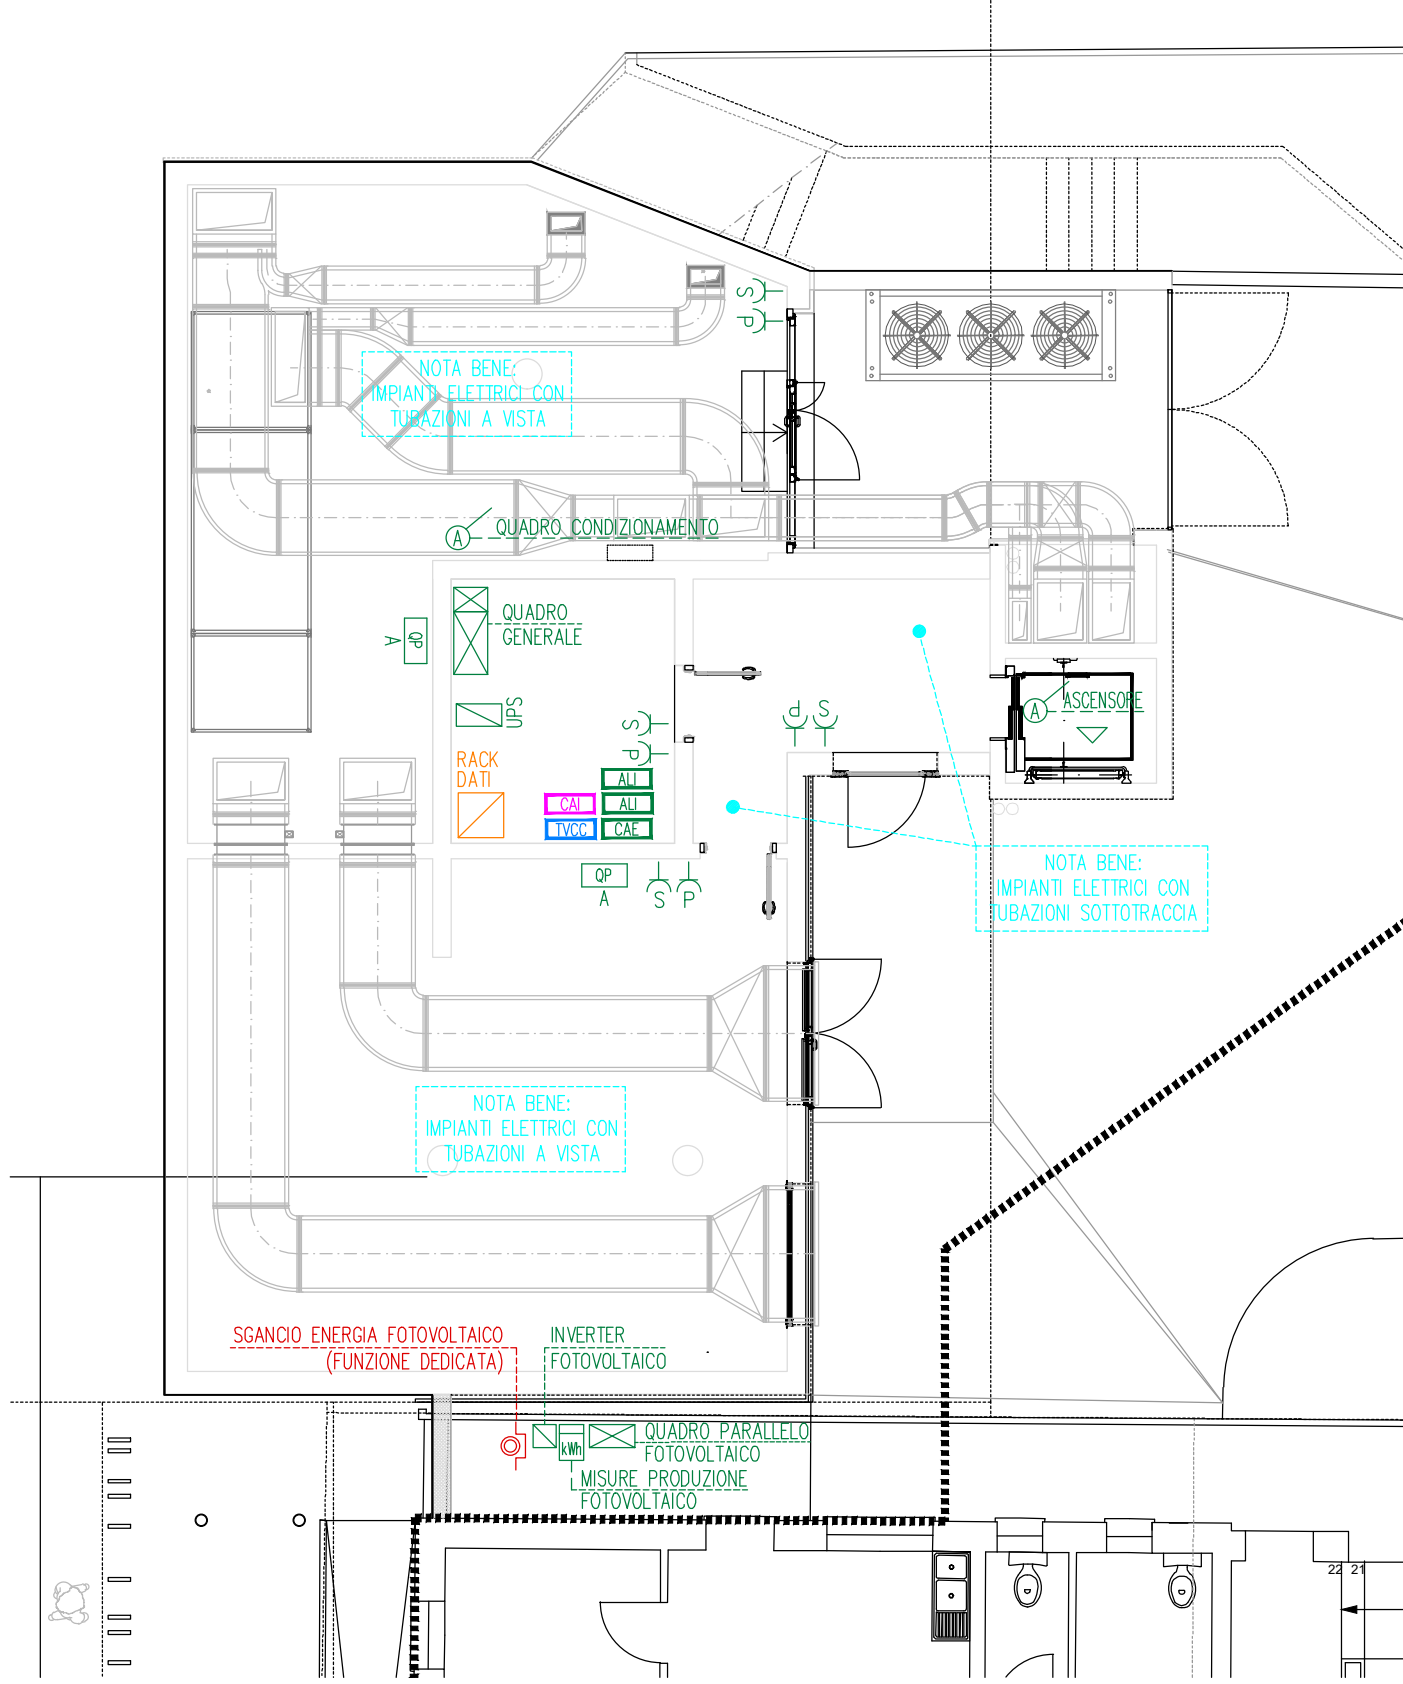 S
P
NOTA BENE:
IMPIANTI ELETTRICI CON
TUBAZIONI A VISTA
A
QUADRO CONDIZIONAMENTO
QUADRO
GENERALE
QP
A
UPS
S
P
P
S
A
ASCENSORE
RACK
DATI
ALI
CAI
ALI
TVCC
CAE
QP
A
S
P
NOTA BENE:
IMPIANTI ELETTRICI CON
TUBAZIONI SOTTOTRACCIA
NOTA BENE:
IMPIANTI ELETTRICI CON
TUBAZIONI A VISTA
SGANCIO ENERGIA FOTOVOLTAICO
(FUNZIONE DEDICATA)
INVERTER
FOTOVOLTAICO
kWh
QUADRO PARALLELO
FOTOVOLTAICO
MISURE PRODUZIONE
FOTOVOLTAICO
22 21